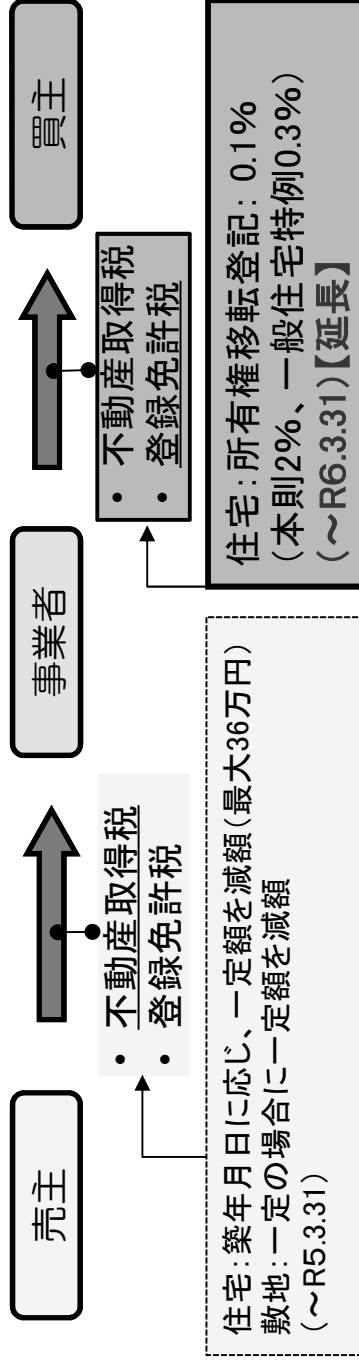 売主
事業者
買主
・ 不動産取得税
・ 登録免許税
・ 不動産取得税
・ 登録免許税
住宅:築年月日に応じ、一定額を減額(最大36万円)
敷地:一定の場合に一定額を減額
(～R5.3.31)
住宅:所有権移転登記: 0.1%
(本則2%、一般住宅特例0.3%)
(～R6.3.31)【延長】